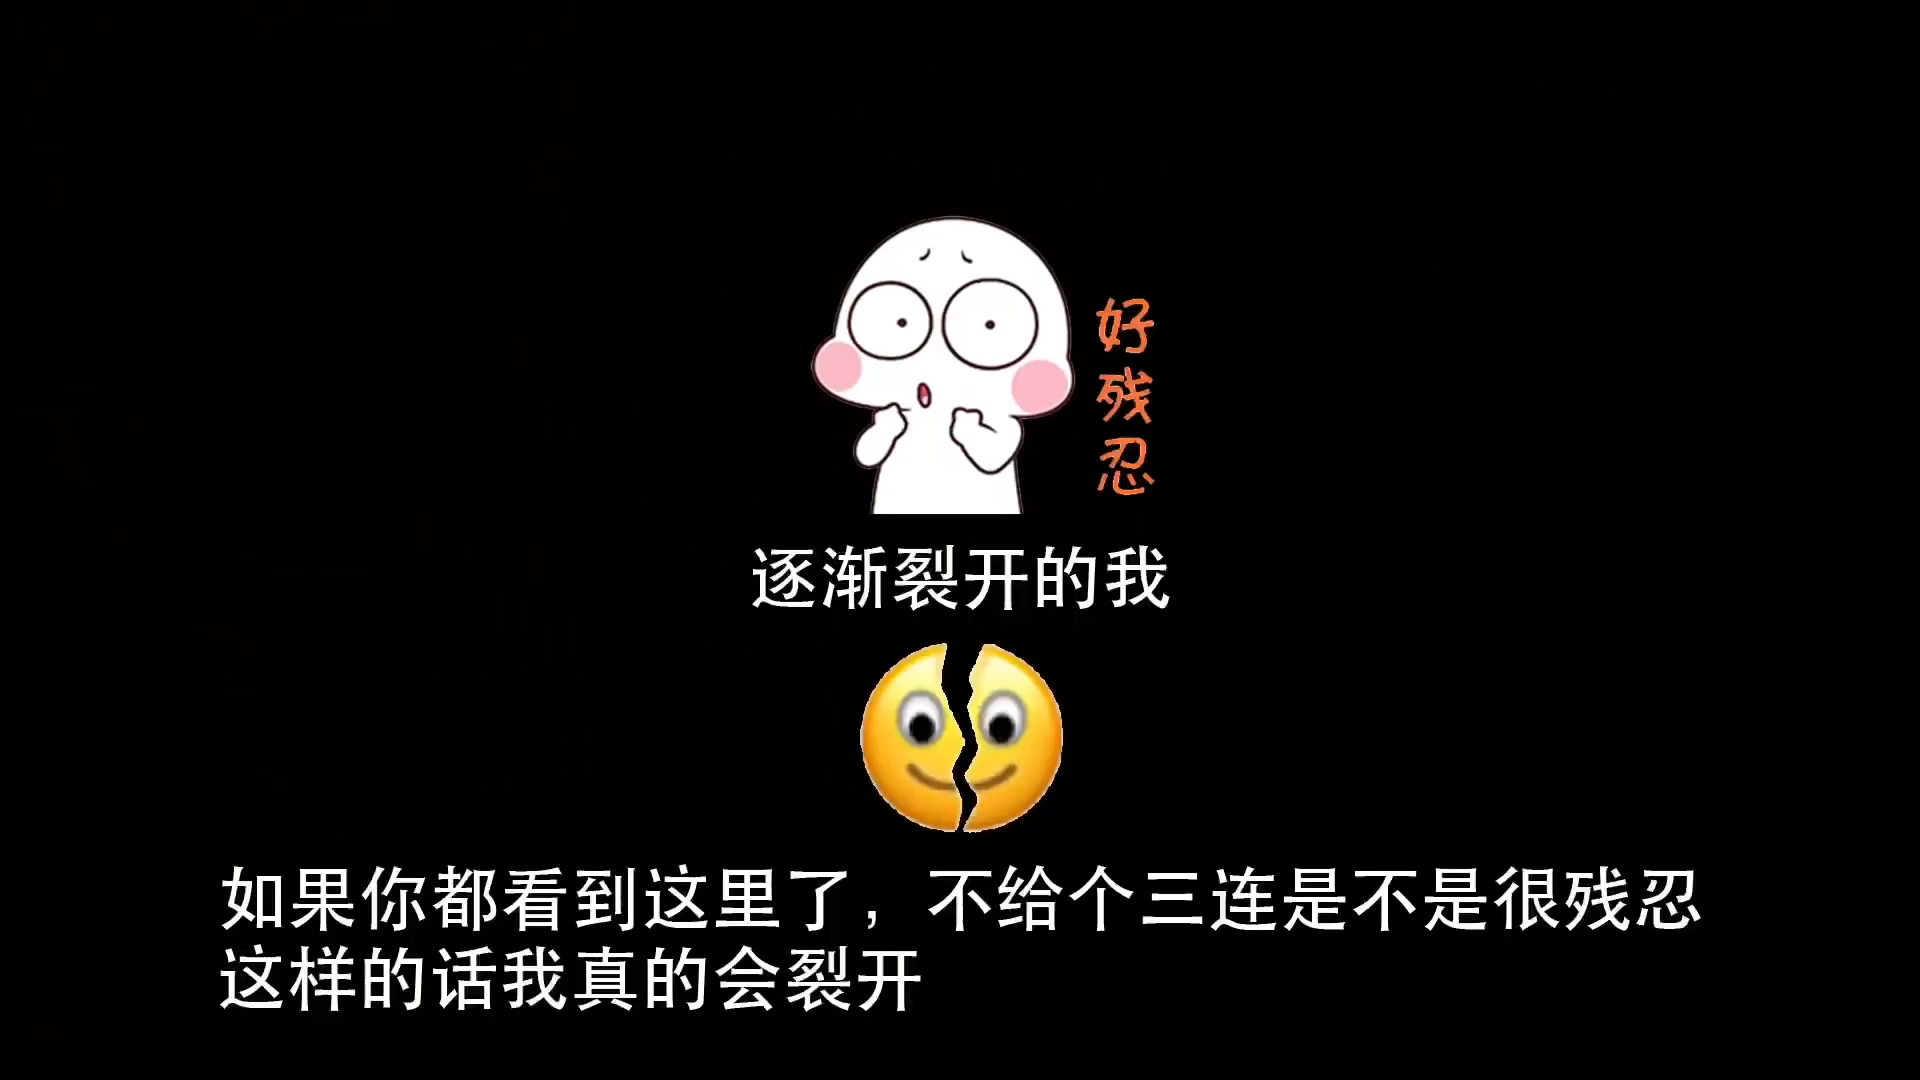 好残忍
逐渐裂开的我
如果你都看到这里了，不给个三连是不是很残忍
这样的话我真的会裂开